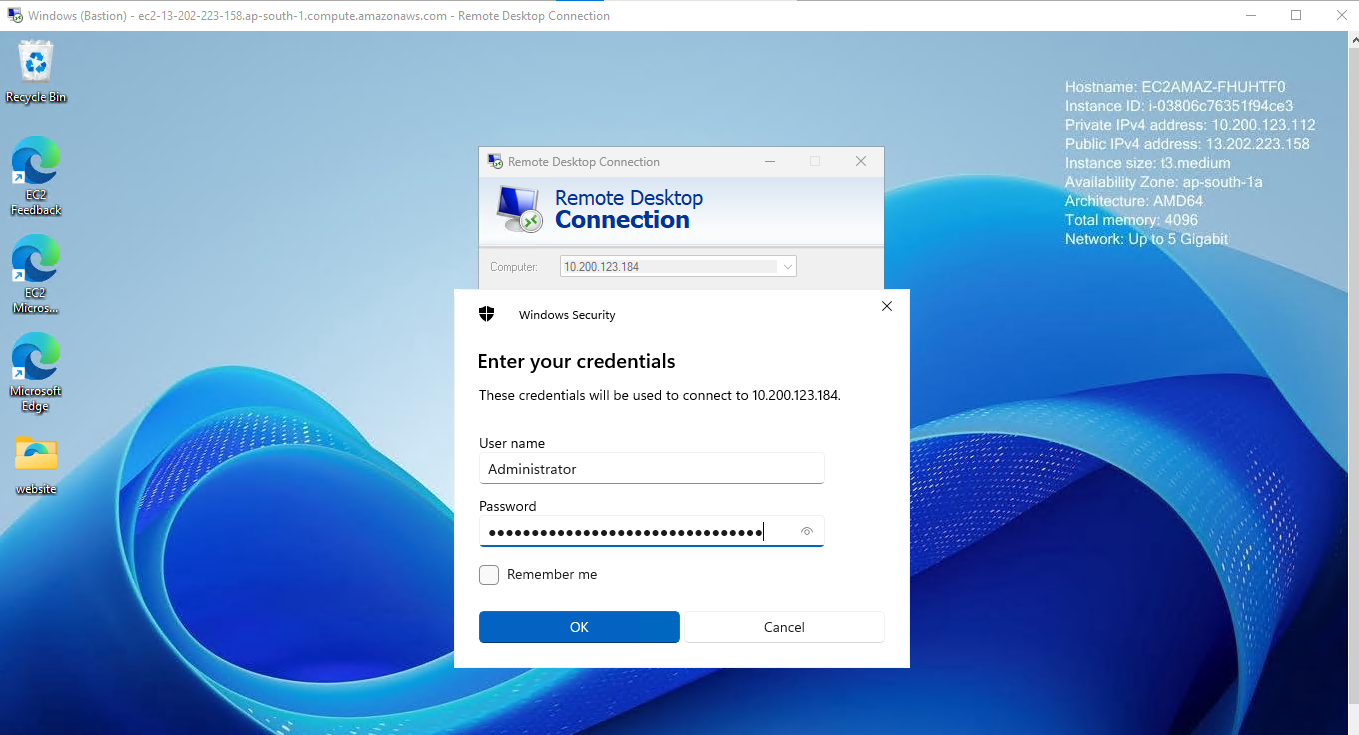 Windows (Bastion) - ec2-13-202-223-158.ap-south-1.compute.amazonaws.com - Remote Desktop Connection
Recycle Bin
EC2
Feedback
EC2
Micros...
Microsoft
Edge
website
Hostname: EC2AMAZ-FHUHTF0
Instance ID: i-03806c76351f94ce3
Private IPv4 address: 10.200.123.112
Public IPv4 address: 13.202.223.158
Instance size: t3.medium
Availability Zone: ap-south-1a
Architecture: AMD64
Total memory: 4096
Network: Up to 5 Gigabit
Remote Desktop Connection
Remote Desktop
Connection
Computer: 10.200.123.184
Windows Security
Enter your credentials
These credentials will be used to connect to 10.200.123.184.
User name
Administrator
Password
Remember me
OK Cancel